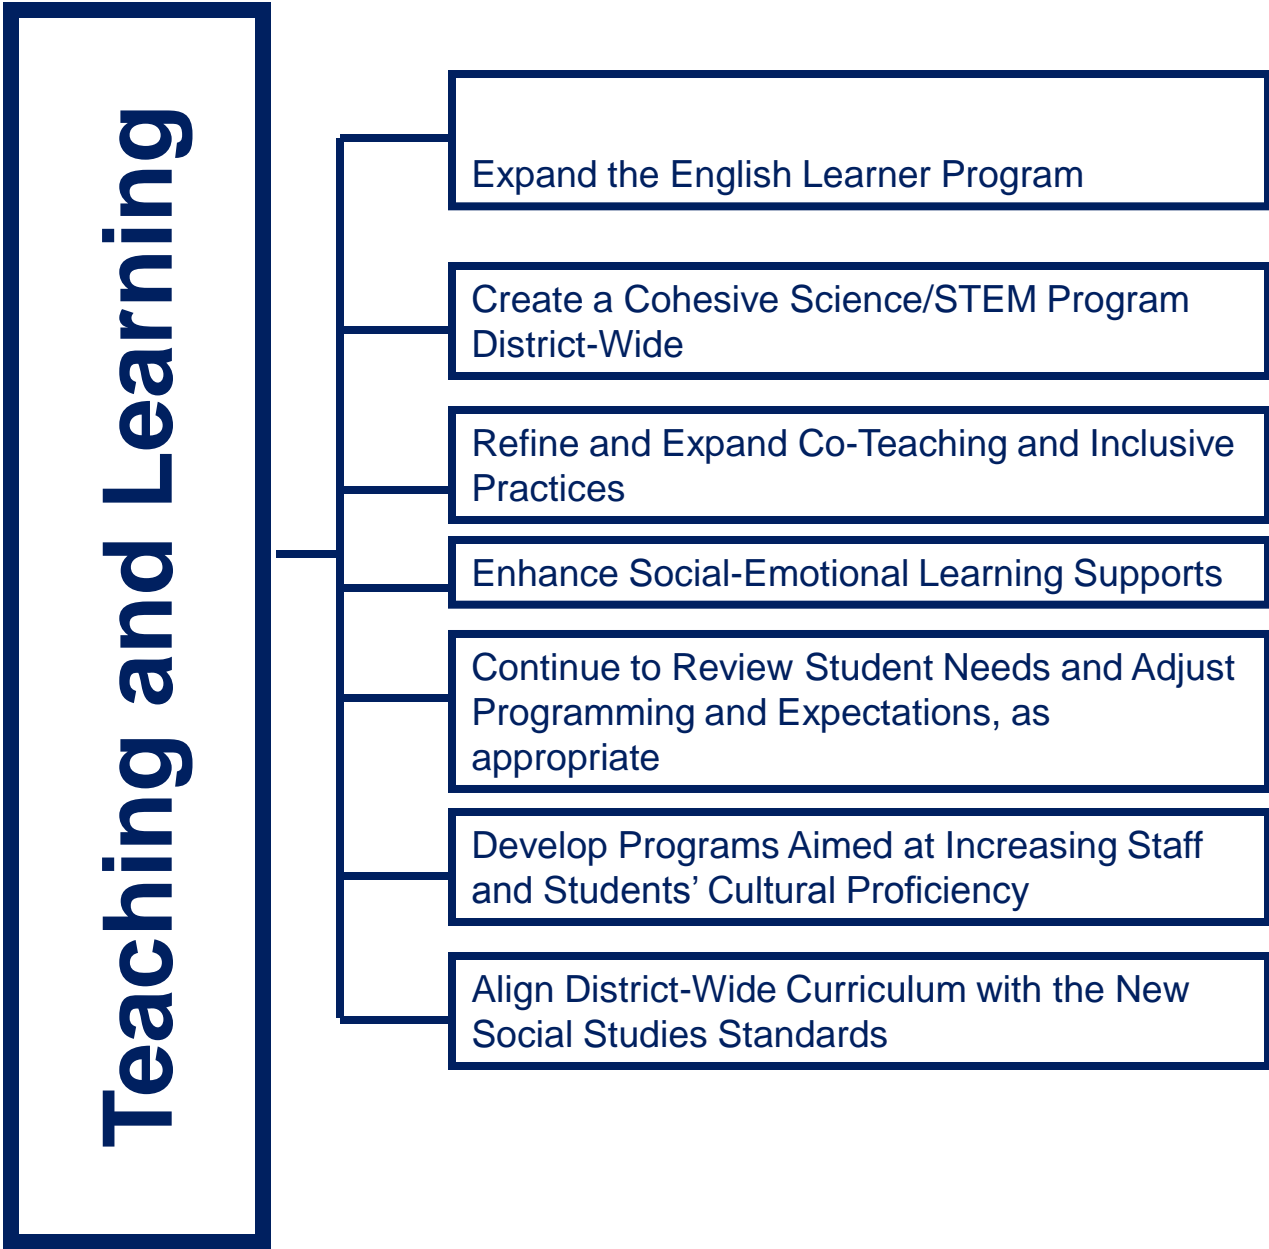 Teaching and Learning
Expand the English Learner Program
Create a Cohesive Science/STEM Program
District-Wide
Refine and Expand Co-Teaching and Inclusive
Practices
Enhance Social-Emotional Learning Supports
Continue to Review Student Needs and Adjust
Programming and Expectations, as
appropriate
Develop Programs Aimed at Increasing Staff
and Students’ Cultural Proficiency
Align District-Wide Curriculum with the New
Social Studies Standards